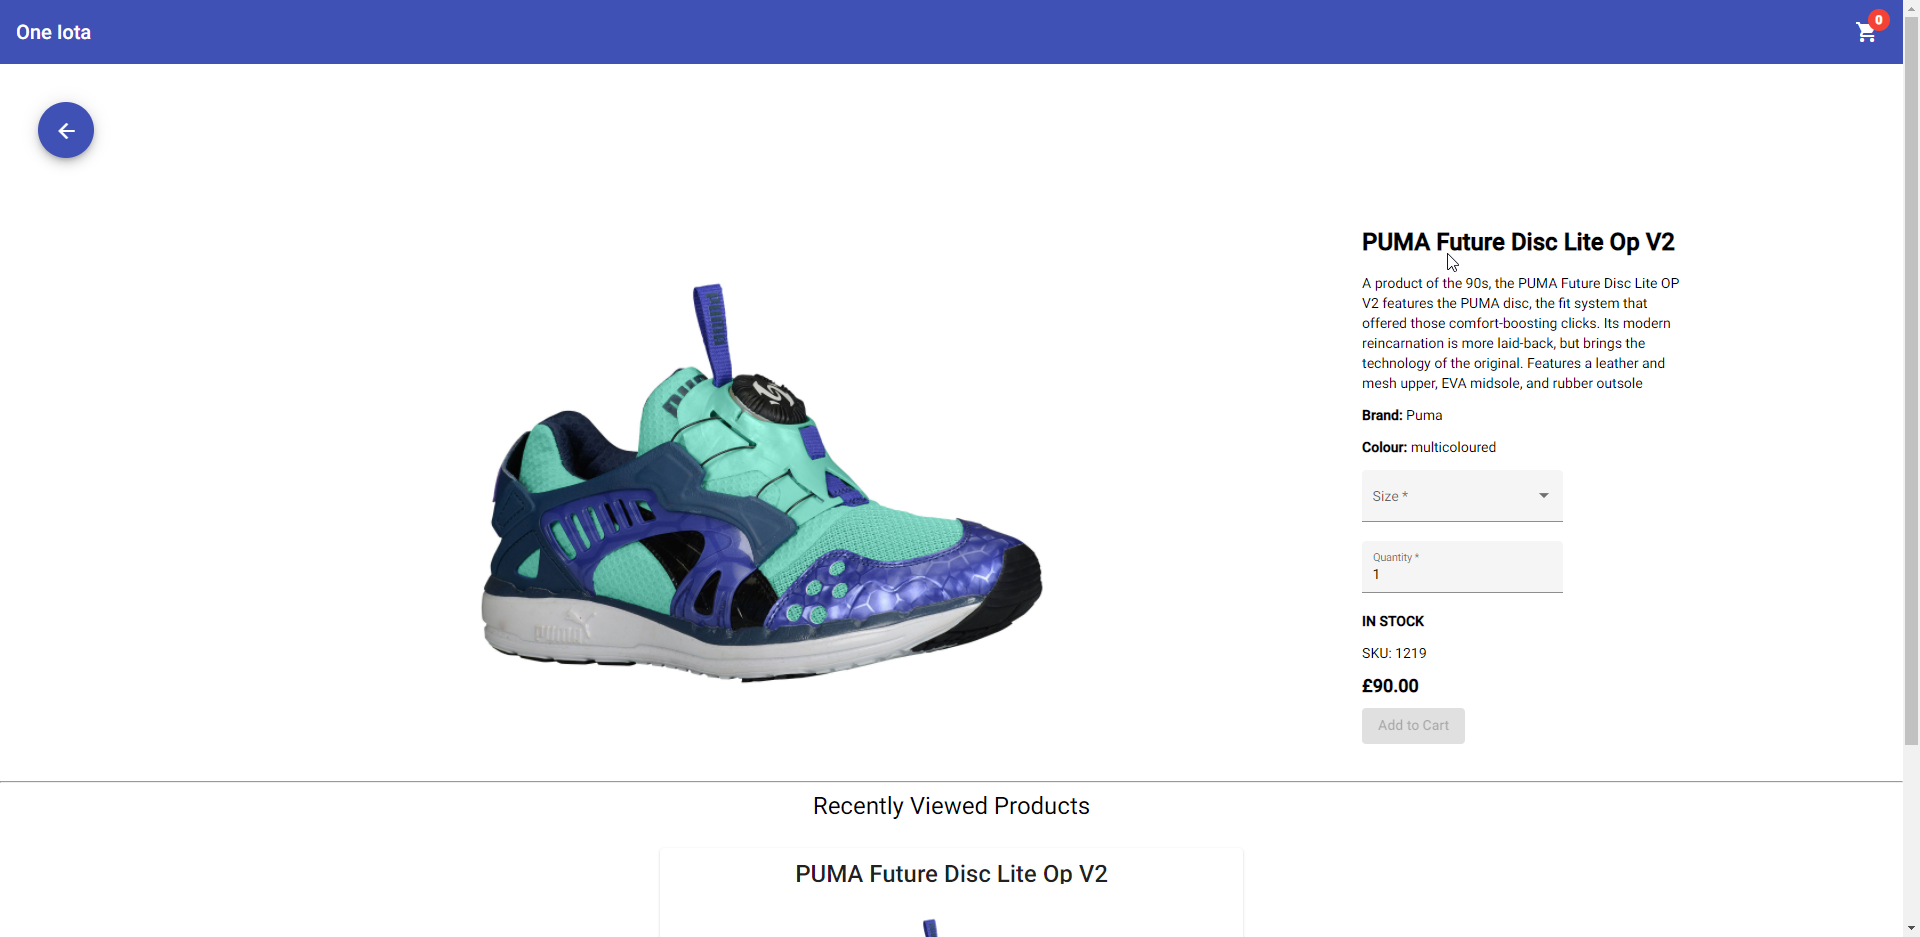 One Iota
0
PUMA Future Disc Lite Op V2
A product of the 90s, the PUMA Future Disc Lite OP
V2 features the PUMA disc, the fit system that
offered those comfort-boosting clicks. Its modern
reincarnation is more laid-back, but brings the
technology of the original. Features a leather and
mesh upper, EVA midsole, and rubber outsole
Brand: Puma
Colour: multicoloured
Size *
Quantity *
1
IN STOCK
SKU: 1219
£90.00
Add to Cart
puma
Recently Viewed Products
PUMA Future Disc Lite Op V2